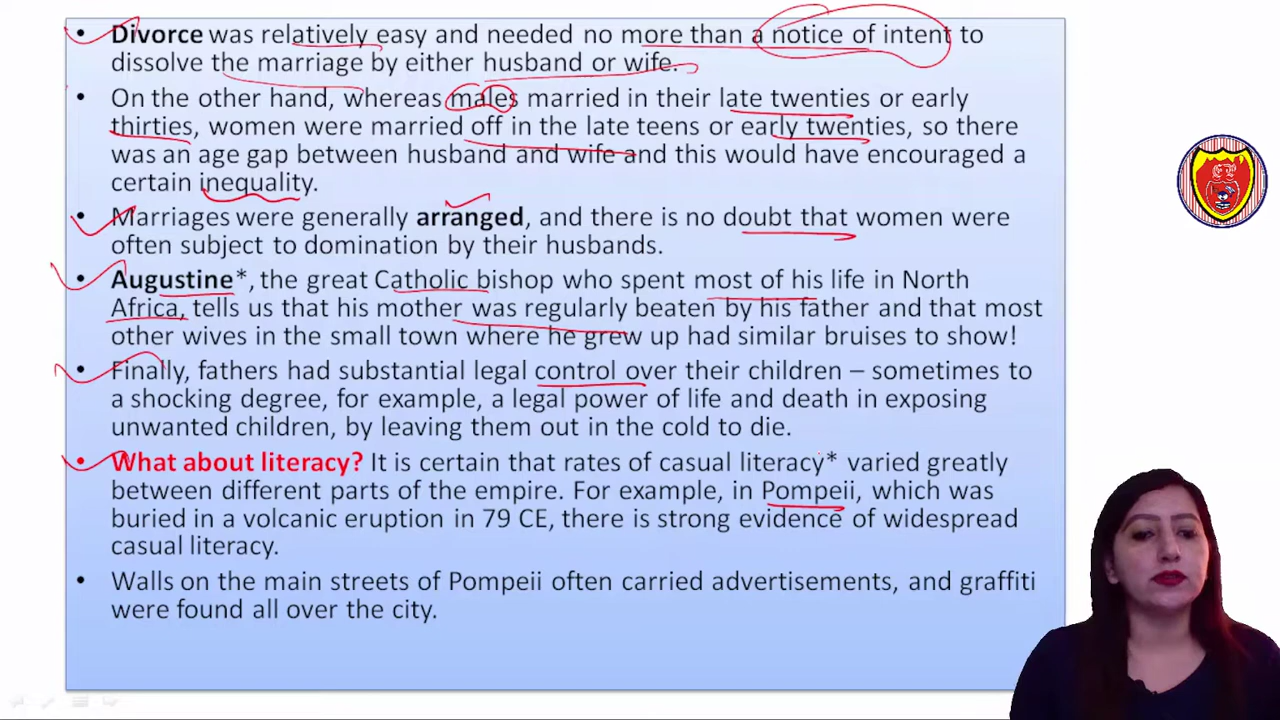 • Divorce was relatively easy and needed no more than a notice of intent to
dissolve the marriage by either husband or wife.
• On the other hand, whereas males married in their late twenties or early
thirties, women were married off in the late teens or early twenties, so there
was an age gap between husband and wife and this would have encouraged a
certain inequality.
• Marriages were generally arranged, and there is no doubt that women were
often subject to domination by their husbands.
• Augustine*, the great Catholic bishop who spent most of his life in North
Africa, tells us that his mother was regularly beaten by his father and that most
other wives in the small town where he grew up had similar bruises to show!
• Finally, fathers had substantial legal control over their children – sometimes to
a shocking degree, for example, a legal power of life and death in exposing
unwanted children, by leaving them out in the cold to die.
• What about literacy? It is certain that rates of casual literacy* varied greatly
between different parts of the empire. For example, in Pompeii, which was
buried in a volcanic eruption in 79 CE, there is strong evidence of widespread
casual literacy.
• Walls on the main streets of Pompeii often carried advertisements, and graffiti
were found all over the city.